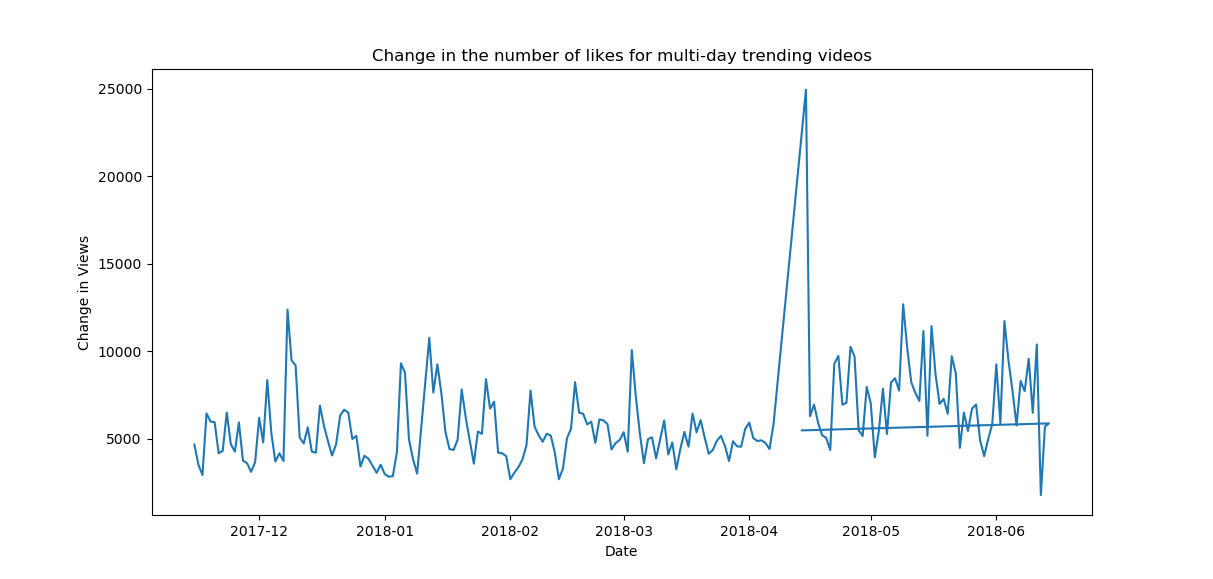 Change in the number of likes for multi-day trending videos
25000
20000
15000
10000
5000
Change in Views
2017-12 2018-01 2018-02 2018-03 2018-04 2018-05 2018-06
Date